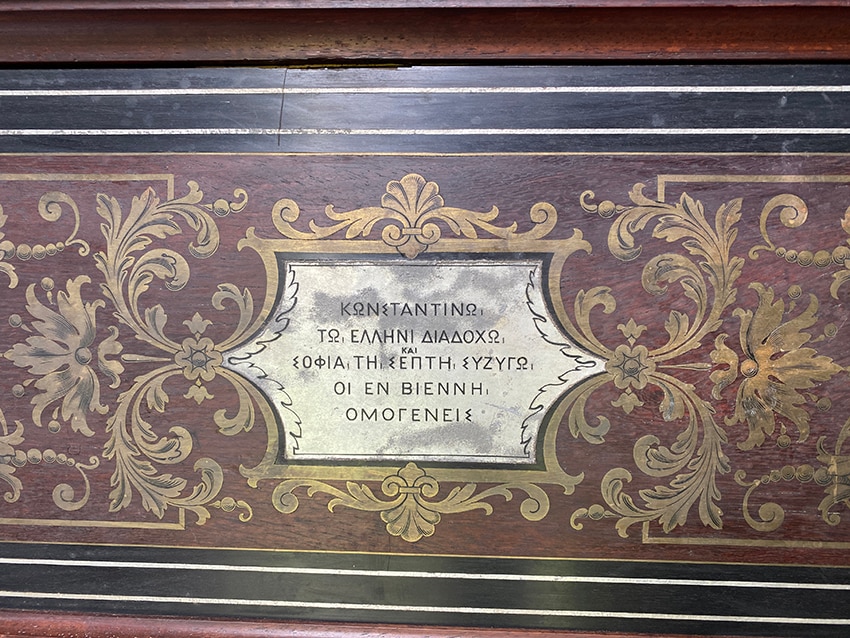 ΚΩΝΣΤΑΝΤΙΝΩΙ
ΤΩΙ ΕΛΛΗΝΙ ΔΙΑΔΟΧΩΙ
ΚΑΙ
ΣΟΦΙΑΙ ΤΗΙ ΣΕΠΤΗΙ ΣΥΖΥΓΩΙ
ΟΙ ΕΝ ΒΙΕΝΝΗΙ
ΟΜΟΓΕΝΕΙΣ